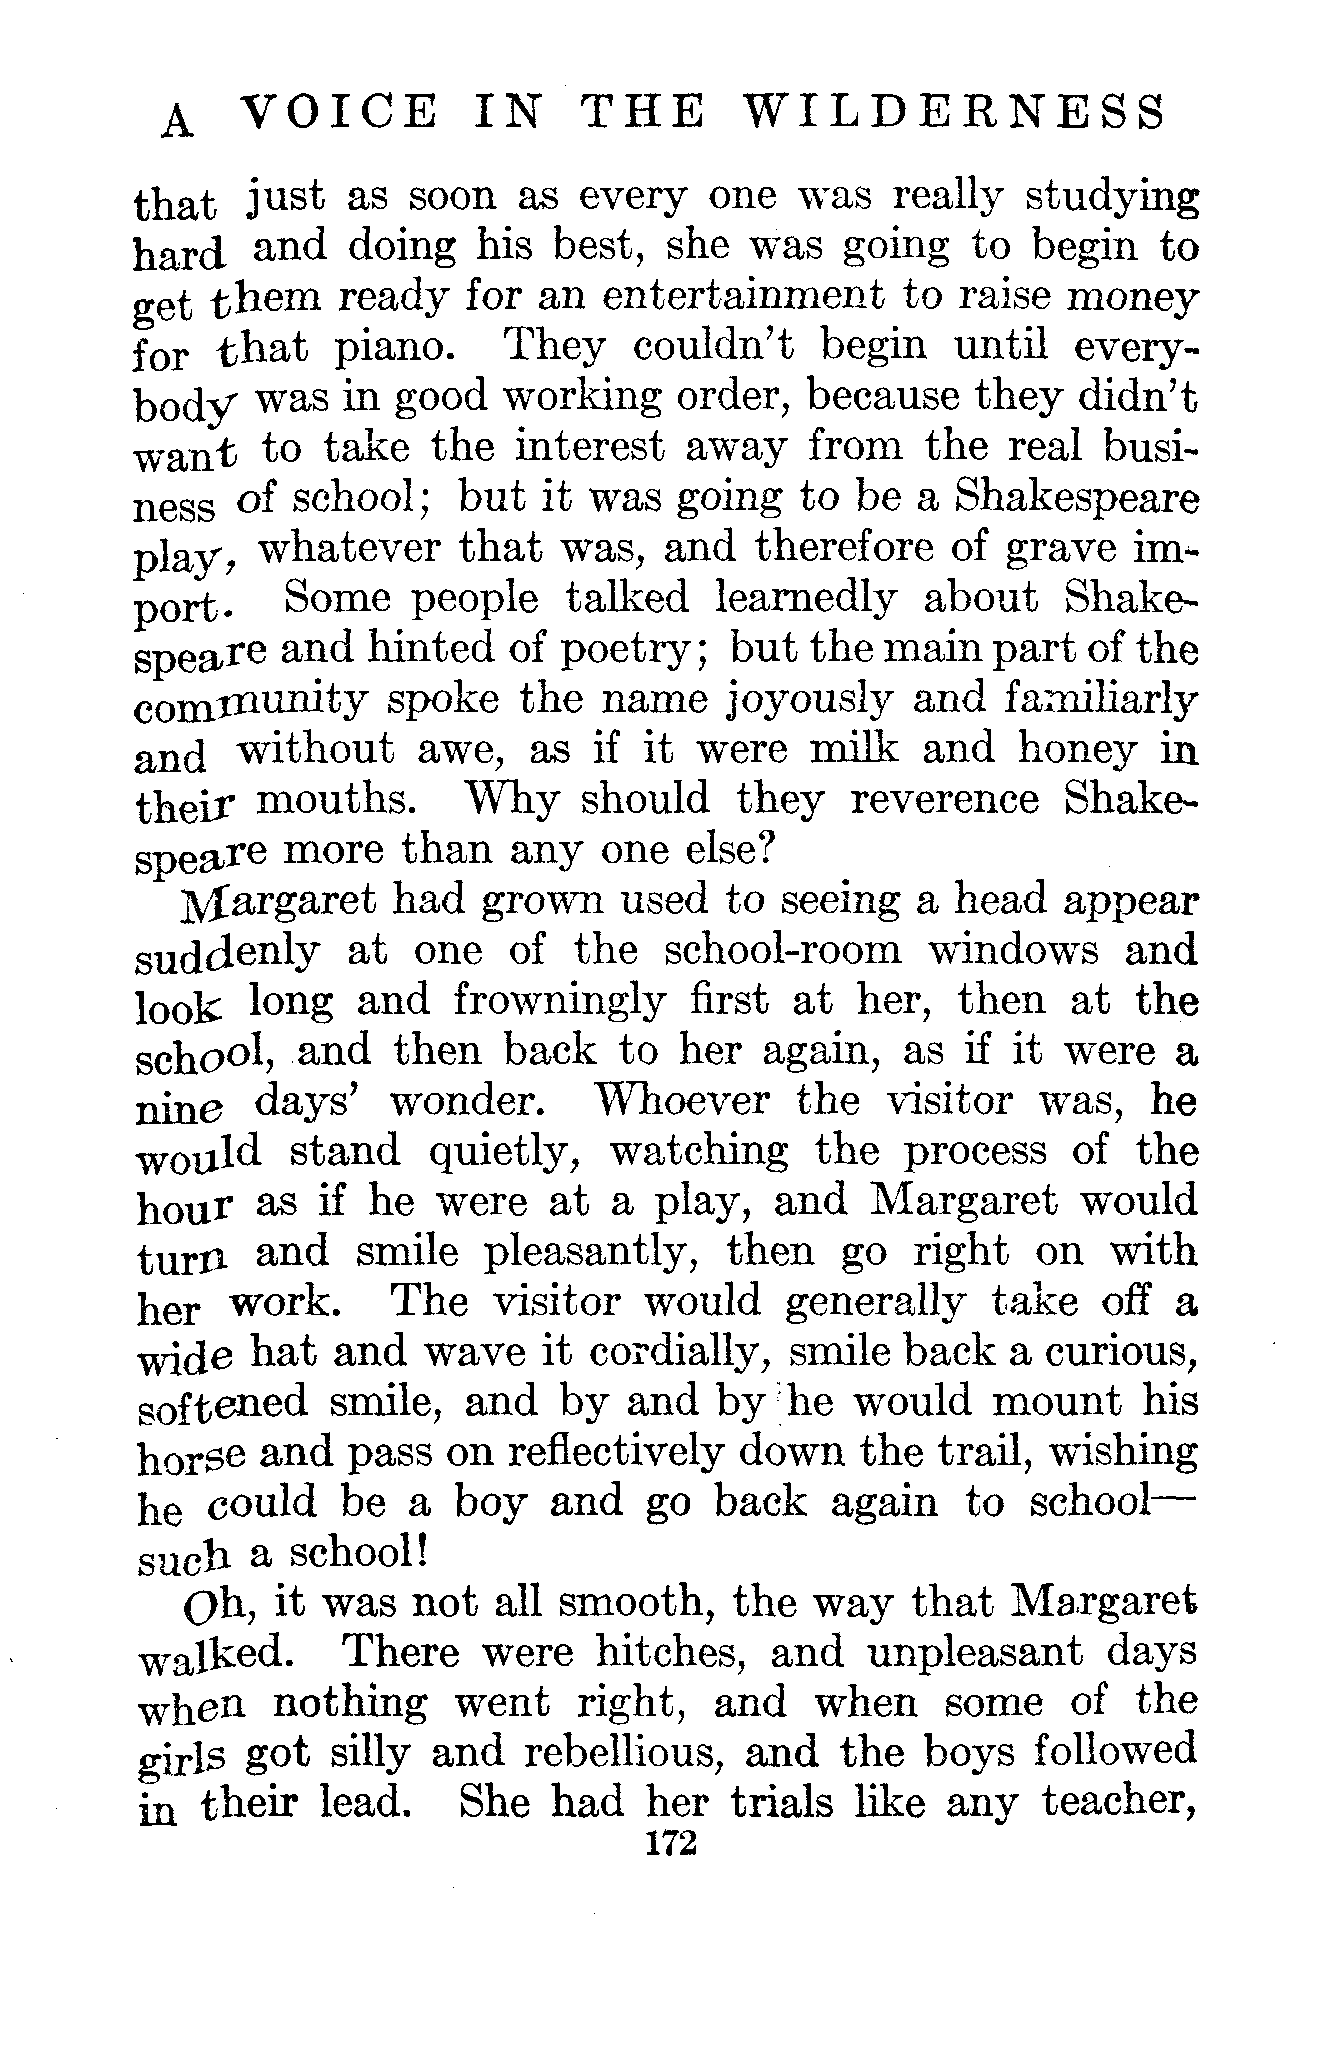 A VOICE IN THE WILDERNESS
that just as soon as every one was really studying
hard and doing his best, she was going to begin to
get them ready for an entertainment to raise money
for that piano. They couldn't begin until every-
body was in good working order, because they didn't
want to take the interest away from the real busi-
ness of school; but it was going to be a Shakespeare
play, whatever that was, and therefore of grave im-
port. Some people talked learnedly about Shake-
speare and hinted of poetry; but the main part of the
community spoke the name joyously and familiarly
and without awe, as if it were milk and honey in
their mouths. Why should they reverence Shake-
speare more than any one else?
Margaret had grown used to seeing a head appear
suddenly at one of the school-room windows and
look long and frowningly first at her, then at the
school, and then back to her again, as if it were a
nine days' wonder. Whoever the visitor was, he
would stand quietly, watching the process of the
hour as if he were at a play, and Margaret would
turn and smile pleasantly, then go right on with
her work. The visitor would generally take off a
wide hat and wave it cordially, smile back a curious,
softened smile, and by and by he would mount his
horse and pass on reflectively down the trail, wishing
he could be a boy and go back again to school—
such a school!
Oh, it was not all smooth, the way that Margaret
walked. There were hitches, and unpleasant days
when nothing went right, and when some of the
girls got silly and rebellious, and the boys followed
in their lead. She had her trials like any teacher,
172